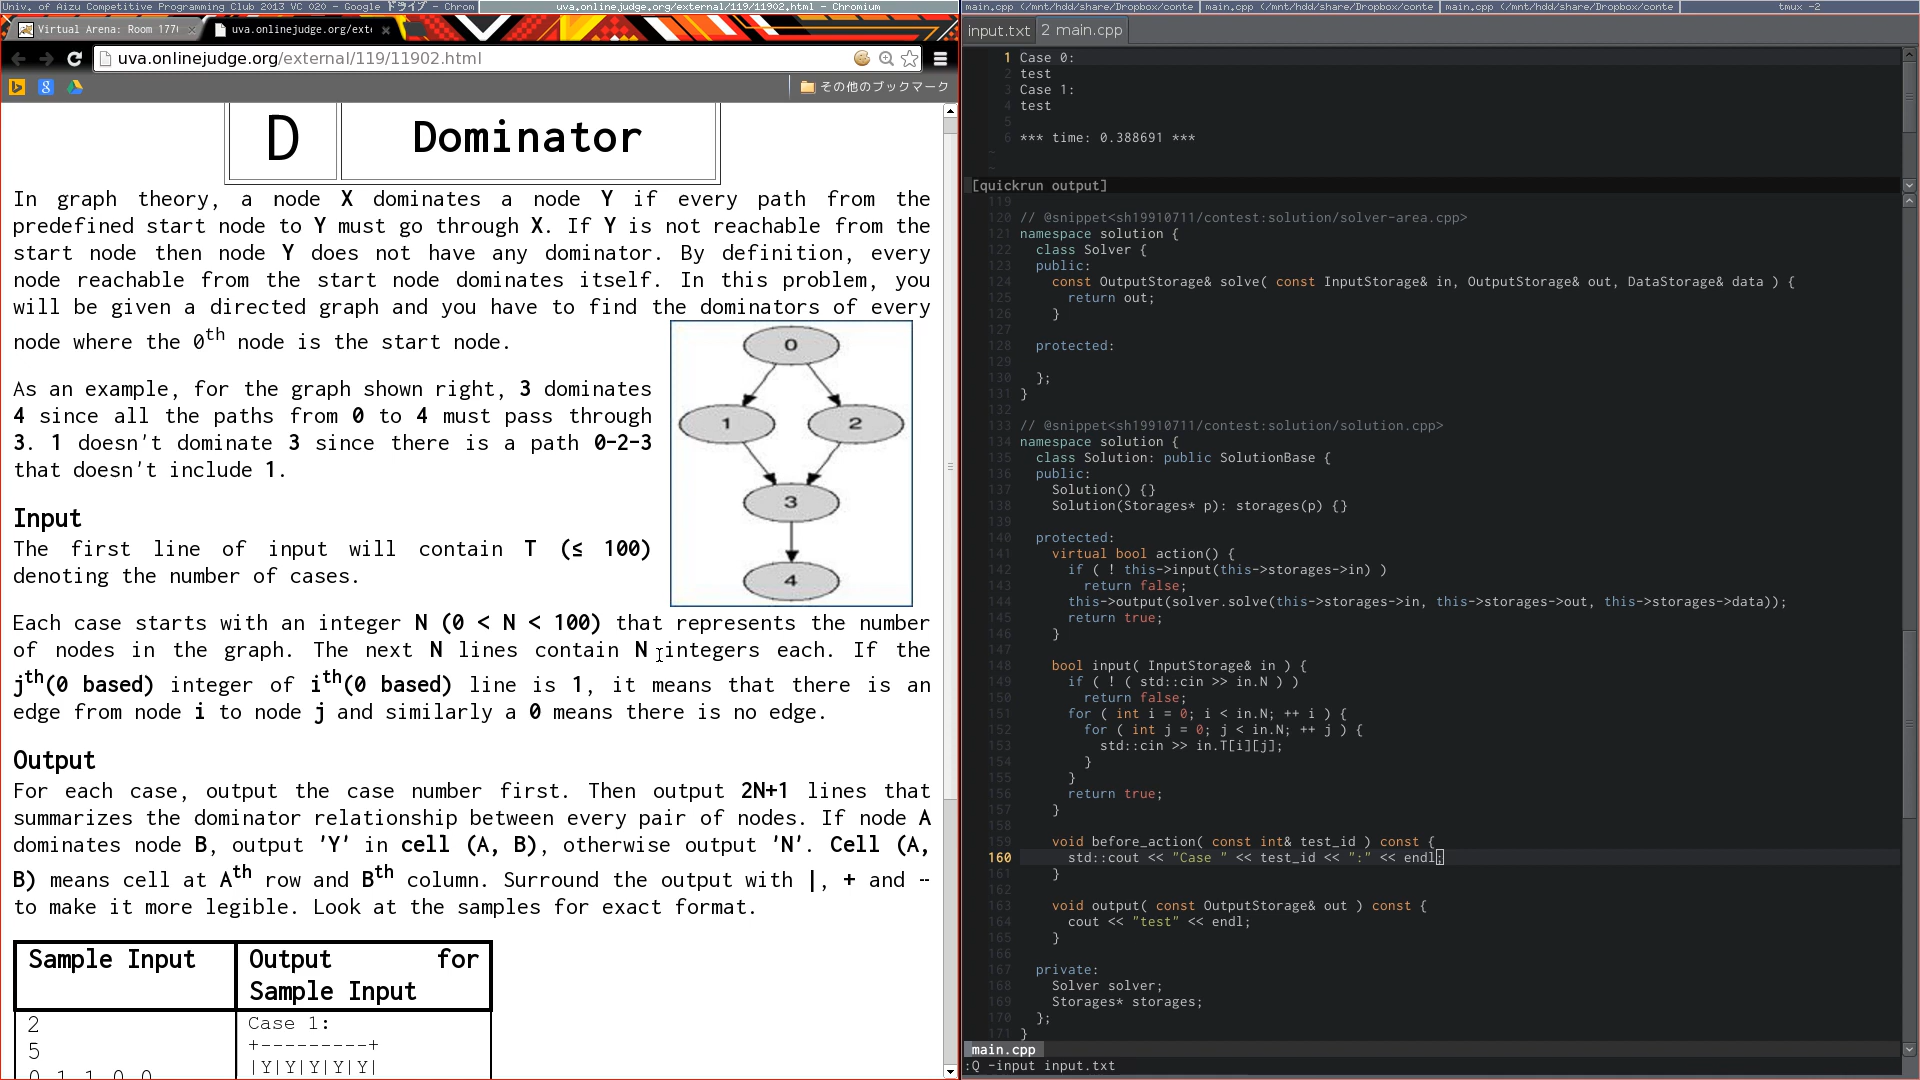 Univ. of Aizu Competitive Programming Club 2013 VC 020 - Google ドライブ - Chrom
uva.onlinejudge.org/external/119/11902.html - Chromium
main.cpp (/mnt/hdd/share/Dropbox/conte
main.cpp (/mnt/hdd/share/Dropbox/conte
main.cpp (/mnt/hdd/share/Dropbox/conte
tmux -2
Virtual Arena: Room 177
uva.onlinejudge.org/exte
uva.onlinejudge.org/external/119/11902.html
その他のブックマーク
D
Dominator
In graph theory, a node X dominates a node Y if every path from the
predefined start node to Y must go through X. If Y is not reachable from the
start node then node Y does not have any dominator. By definition, every
node reachable from the start node dominates itself. In this problem, you
will be given a directed graph and you have to find the dominators of every
node where the 0th node is the start node.
As an example, for the graph shown right, 3 dominates
4 since all the paths from 0 to 4 must pass through
3. 1 doesn't dominate 3 since there is a path 0-2-3
that doesn't include 1.
0
1
2
3
4
Input
The first line of input will contain T (≤ 100)
denoting the number of cases.
Each case starts with an integer N (0 < N < 100) that represents the number
of nodes in the graph. The next N lines contain N integers each. If the
jth(0 based) integer of ith(0 based) line is 1, it means that there is an
edge from node i to node j and similarly a 0 means there is no edge.
Output
For each case, output the case number first. Then output 2N+1 lines that
summarizes the dominator relationship between every pair of nodes. If node A
dominates node B, output 'Y' in cell (A, B), otherwise output 'N'. Cell (A,
B) means cell at Ath row and Bth column. Surround the output with |, + and –
to make it more legible. Look at the samples for exact format.
Sample Input
Output for
Sample Input
2
5
0 1 1 0 0
Case 1:
+---------+
|Y|Y|Y|Y|Y|
input.txt
2 main.cpp
1 Case 0:
2 test
3 Case 1:
4 test
5
6 *** time: 0.388691 ***
~
~
[quickrun output]
119
120 // @snippet<sh19910711/contest:solution/solver-area.cpp>
121 namespace solution {
122   class Solver {
123   public:
124     const OutputStorage& solve( const InputStorage& in, OutputStorage& out, DataStorage& data ) {
125       return out;
126     }
127
128   protected:
129
130   };
131 }
132
133 // @snippet<sh19910711/contest:solution/solution.cpp>
134 namespace solution {
135   class Solution: public SolutionBase {
136   public:
137     Solution() {}
138     Solution(Storages* p): storages(p) {}
139
140   protected:
141     virtual bool action() {
142       if ( ! this->input(this->storages->in) )
143         return false;
144       this->output(solver.solve(this->storages->in, this->storages->out, this->storages->data));
145       return true;
146     }
147
148     bool input( InputStorage& in ) {
149       if ( ! ( std::cin >> in.N ) )
150         return false;
151       for ( int i = 0; i < in.N; ++ i ) {
152         for ( int j = 0; j < in.N; ++ j ) {
153           std::cin >> in.T[i][j];
154         }
155       }
156       return true;
157     }
158
159     void before_action( const int& test_id ) const {
160       std::cout << "Case " << test_id << ":" << endl;
161     }
162
163     void output( const OutputStorage& out ) const {
164       cout << "test" << endl;
165     }
166
167   private:
168     Solver solver;
169     Storages* storages;
170   };
171 }
main.cpp
:Q -input input.txt